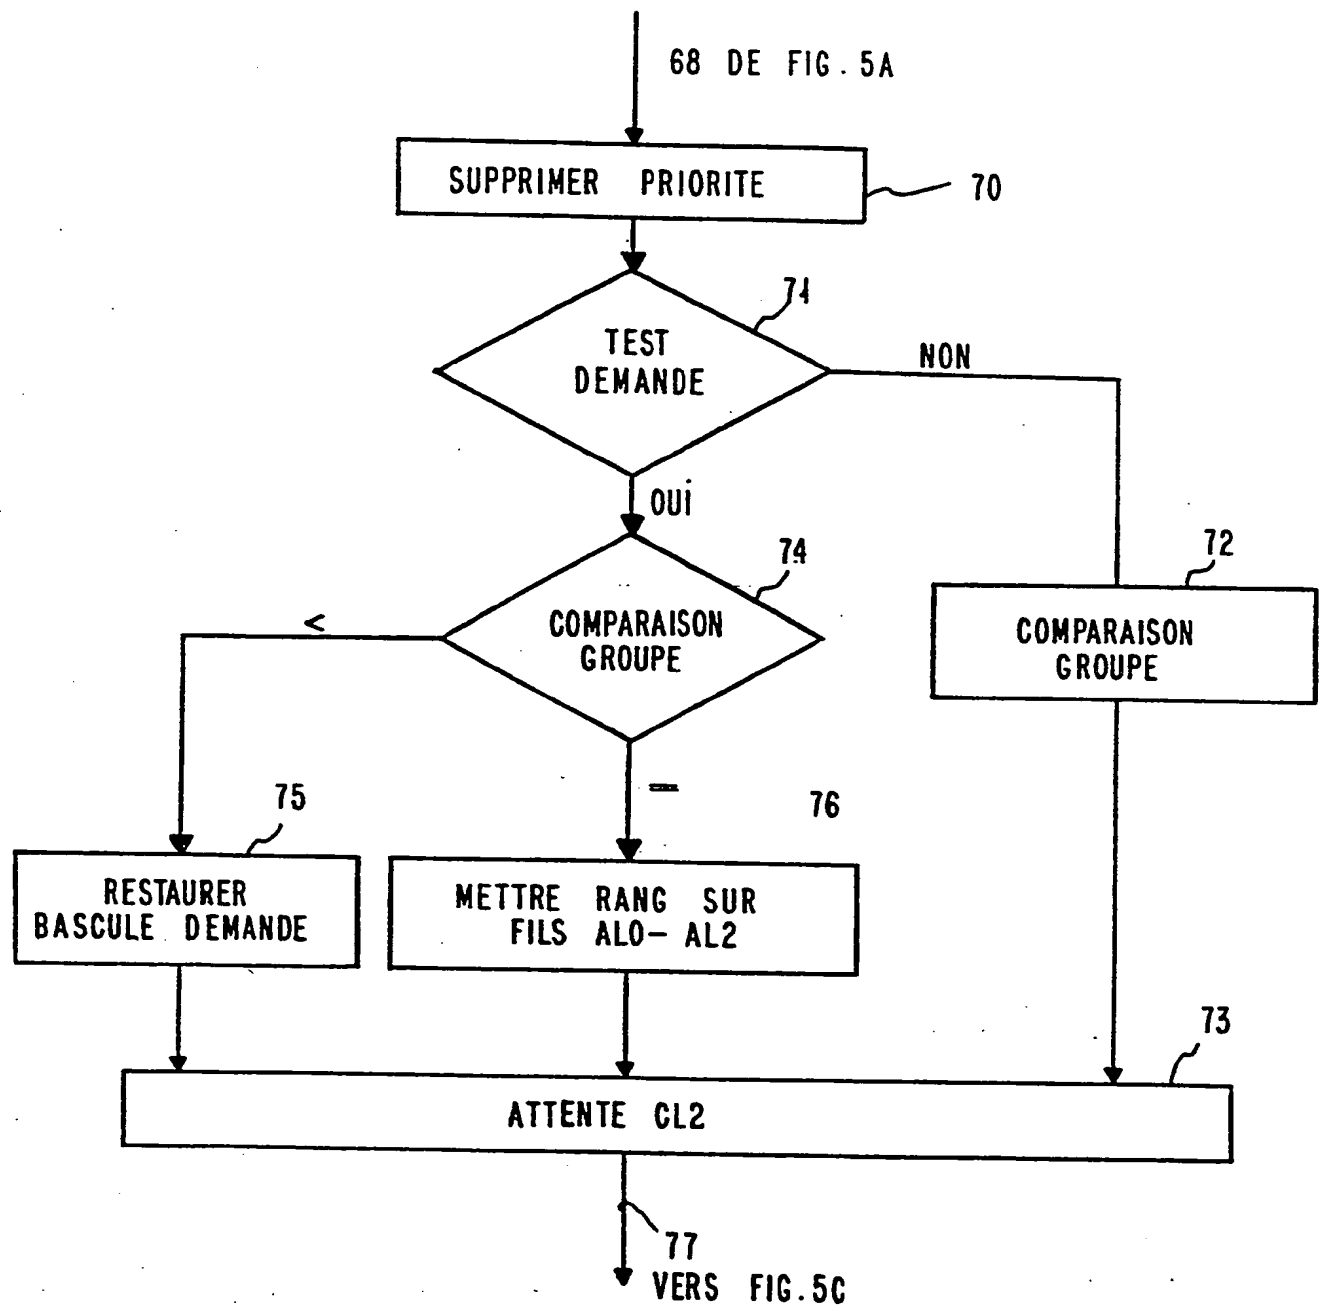 68 DE FIG. 5A
SUPPRIMER PRIORITE
70
71
TEST
DEMANDE
NON
OUi
74
72
COMPARAISON
GROUPE
COMPARAISON
GROUPE
<
=
75
76
RESTAURER
BASCULE DEMANDE
METTRE RANG SUR
FILS AL0-AL2
73
ATTENTE CL2
77
VERS FIG.5C